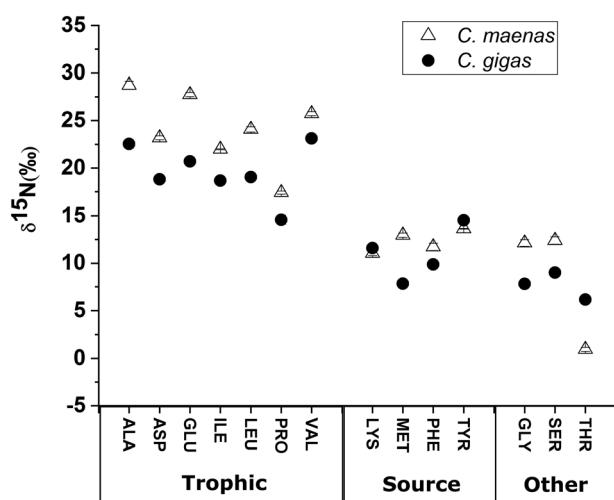 C. maenas
C. gigas
δ15N(‰)
35
30
25
20
15
10
5
0
-5
ALA
ASP
GLU
ILE
LEU
PRO
VAL
LYS
MET
PHE
TYR
GLY
SER
THR
Trophic
Source
Other